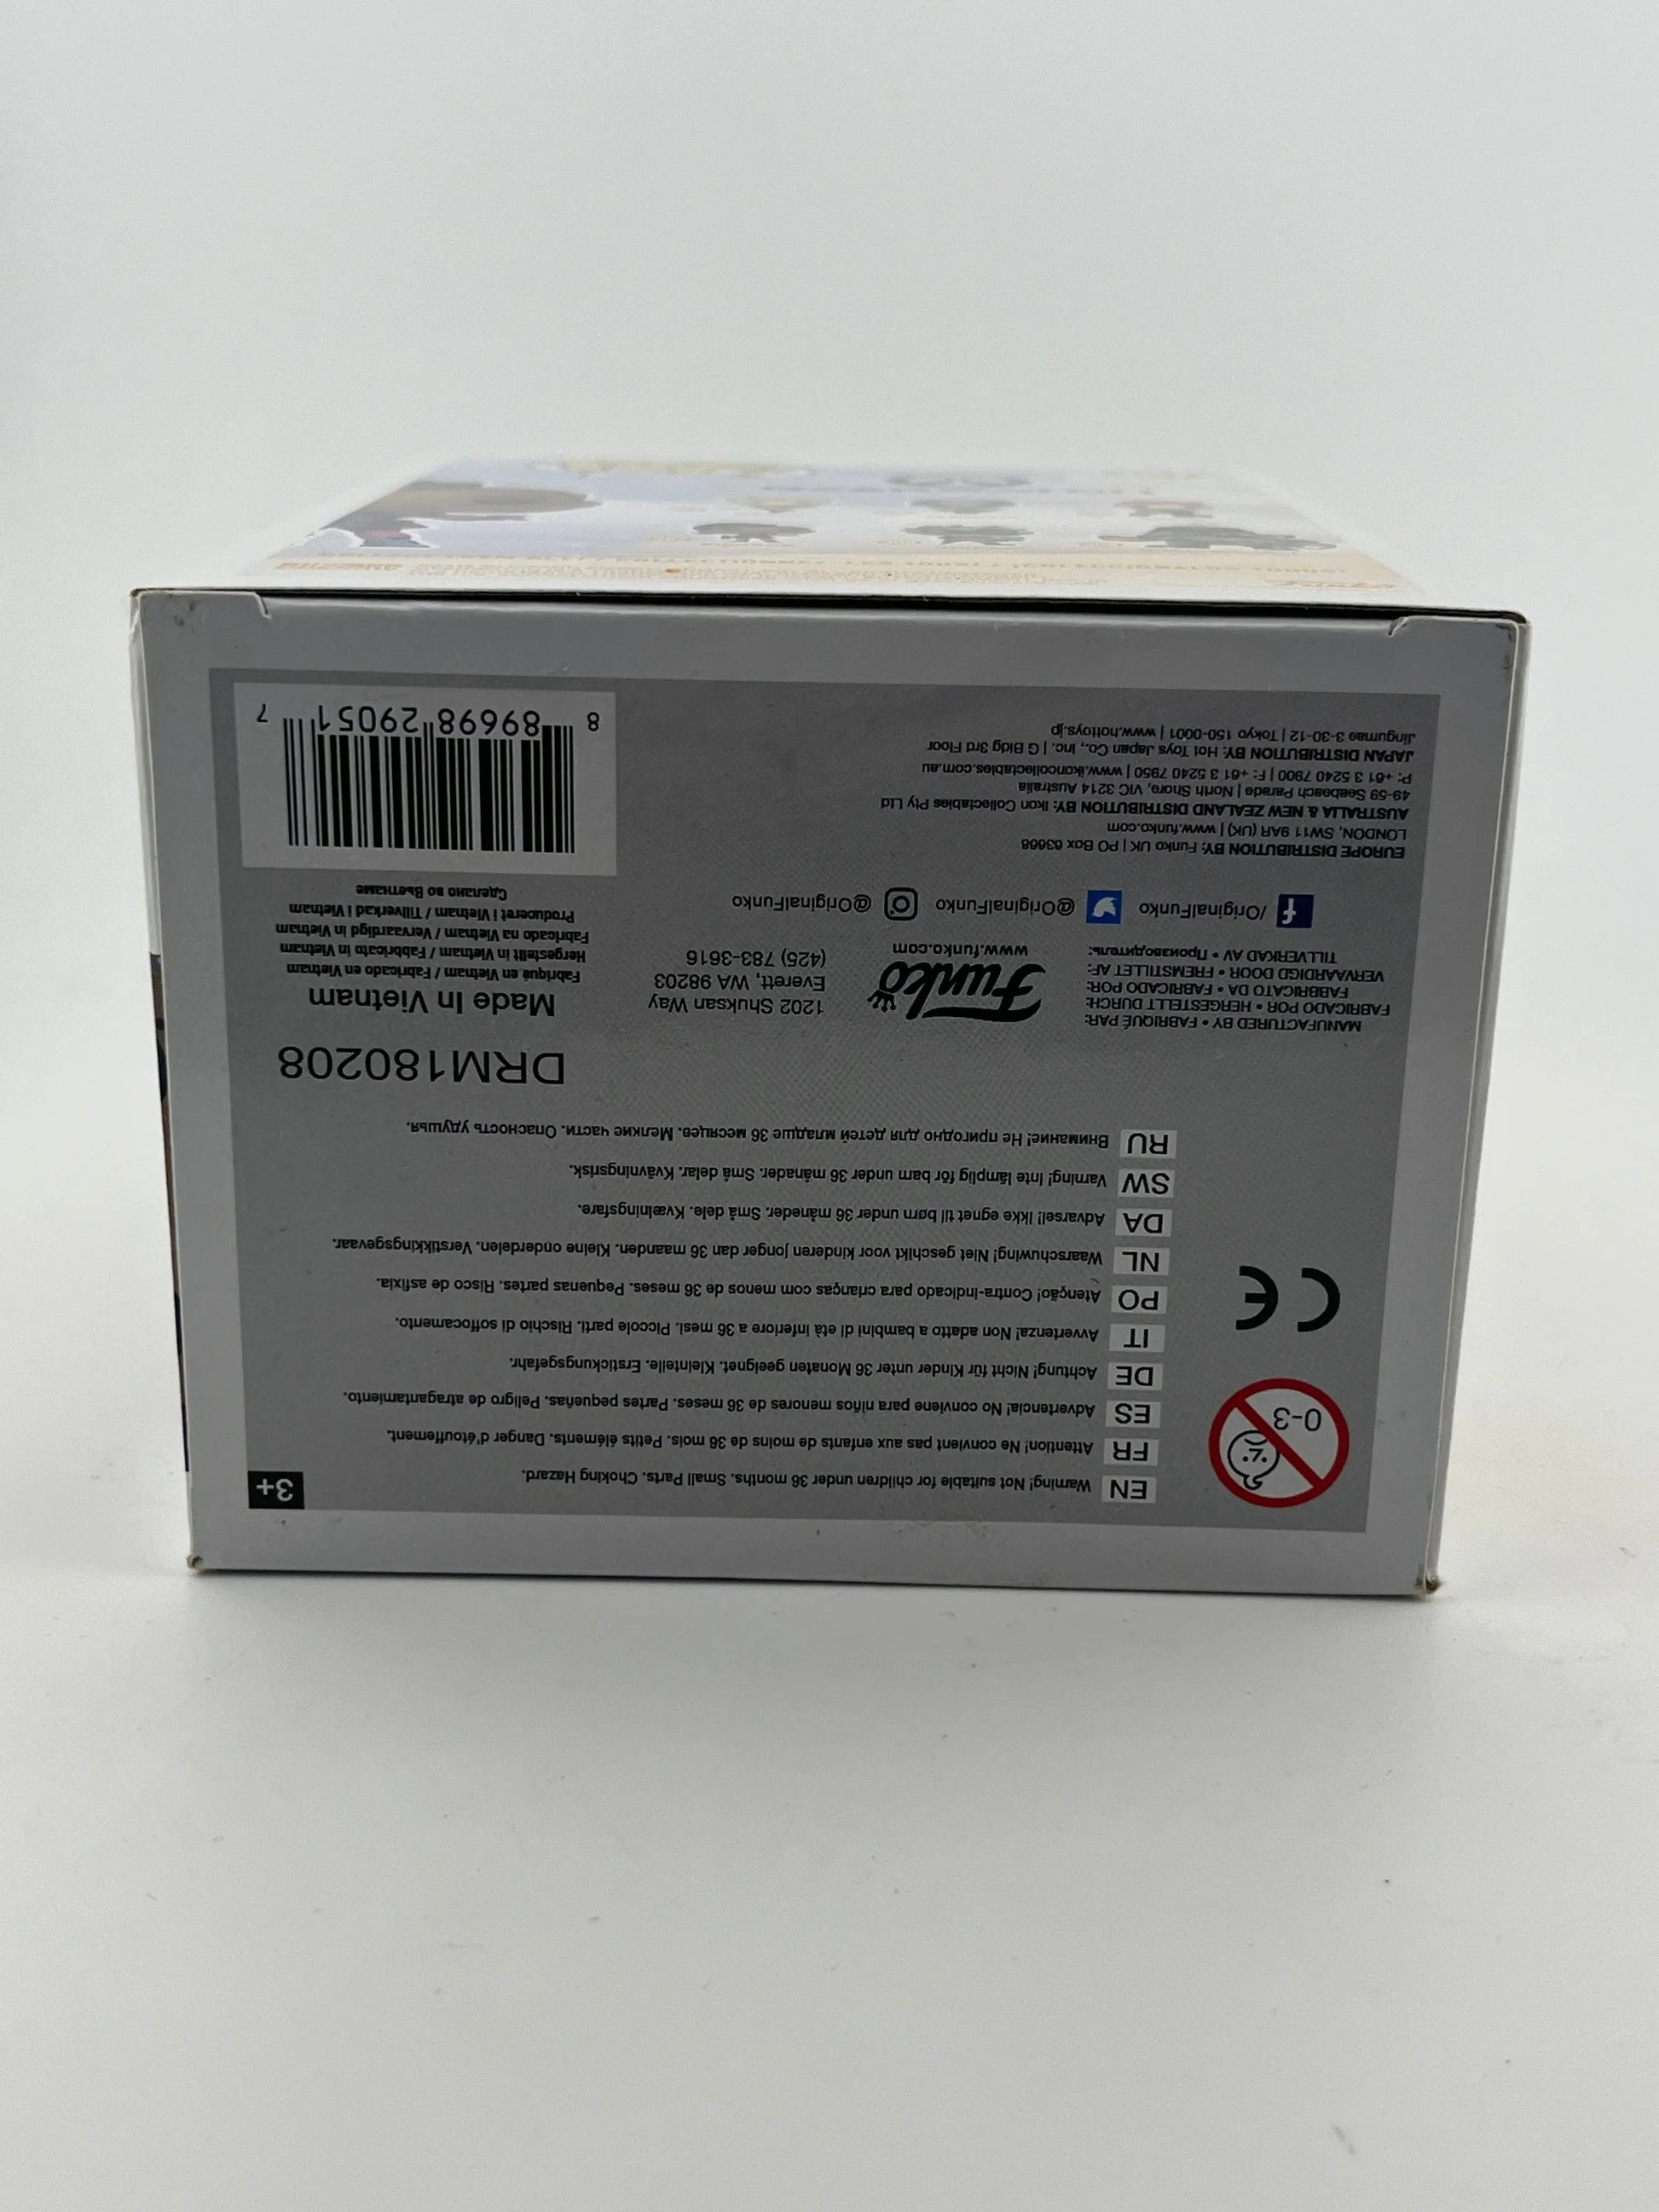 EN Warning! Not suitable for children under 36 months. Small Parts. Choking Hazard.
FR Attention! Ne convient pas aux enfants de moins de 36 mois. Petits éléments. Danger d'étouffement.
ES Advertencia! No conviene para niños menores de 36 meses. Partes pequeñas. Peligro de atragantamiento.
DE Achtung! Nicht für Kinder unter 36 Monaten geeignet. Kleinteile. Erstickungsgefahr.
IT Avvertenza! Non adatto a bambini di età inferiore a 36 mesi. Piccole parti. Rischio di soffocamento.
PO Atenção! Contra-indicado para crianças com menos de 36 meses. Pequenas partes. Risco de asfixia.
NL Waarschuwing! Niet geschikt voor kinderen jonger dan 36 maanden. Kleine onderdelen. Verstikkingsgevaar.
DA Advarsel! Ikke egnet til børn under 36 måneder. Små dele. Kvælningsfare.
SW Varning! Inte lämplig för barn under 36 månader. Små delar. Kvävningsrisk.
RU Внимание! Не пригодно для детей младше 36 месяцев. Мелкие части. Опасность удушья.
0-3
3+
CE
DRM180208
MANUFACTURED BY • FABRIQUÉ PAR:
FABRICADO POR • HERGESTELLT DURCH:
FABBRICATO DA • FABRICADO POR:
VERVAARDIGD DOOR • FREMSTILLET AF:
TILLVERKAD AV • Производитель:
Funko
www.funko.com
1202 Shuksan Way
Everett, WA 98203
(425) 783-3616
Made In Vietnam
Fabriqué en Vietnam / Fabricado en Vietnam
Hergestellt in Vietnam / Fabbricato in Vietnam
Fabricado na Vietnam / Vervaardigd in Vietnam
Produceret i Vietnam / Tillverkad i Vietnam
Сделано во Вьетнаме
/OriginalFunko @OriginalFunko @OriginalFunko
EUROPE DISTRIBUTION BY: Funko UK | PO Box 63668
LONDON, SW11 9AR (UK) | www.funko.com
AUSTRALIA & NEW ZEALAND DISTRIBUTION BY: Ikon Collectables Pty Ltd
49-59 Seabeach Parade | North Shore, VIC 3214 Australia
P: +61 3 5240 7900 | F: +61 3 5240 7950 | www.ikoncollectables.com.au
JAPAN DISTRIBUTION BY: Hot Toys Japan Co., Inc. | G Bldg 3rd Floor
Jingumae 3-30-12 | Tokyo 150-0001 | www.hottoys.jp
8 89698 29051 7